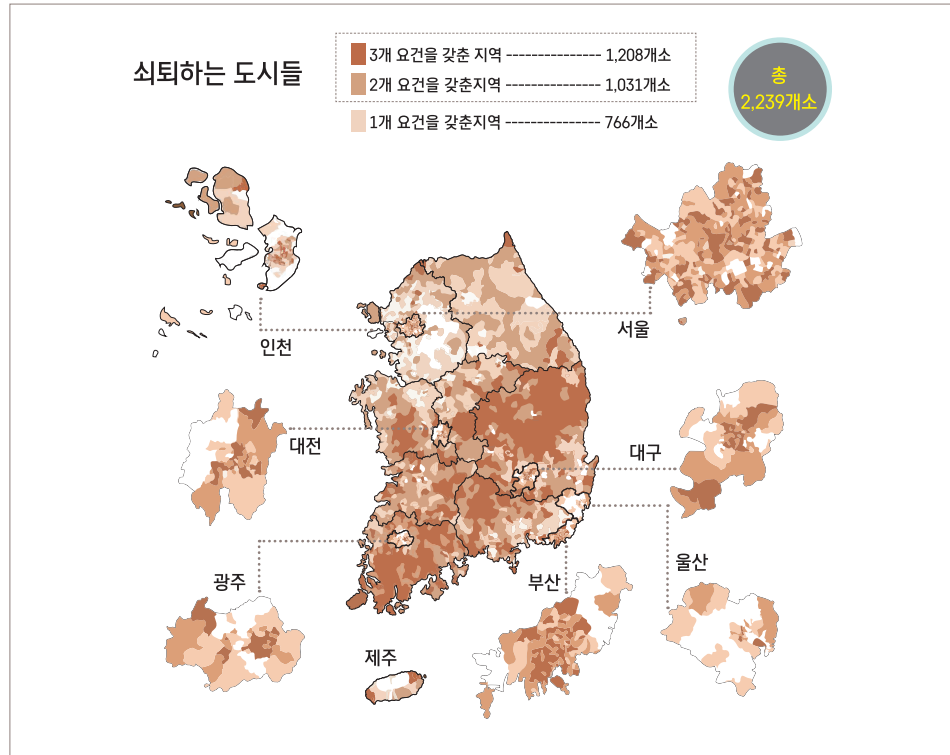 쇠퇴하는 도시들
3개 요건을 갖춘 지역 --------------- 1,208개소
2개 요건을 갖춘지역 --------------- 1,031개소
1개 요건을 갖춘지역 --------------- 766개소
총
2,239개소
인천
서울
대전
대구
광주
부산
울산
제주